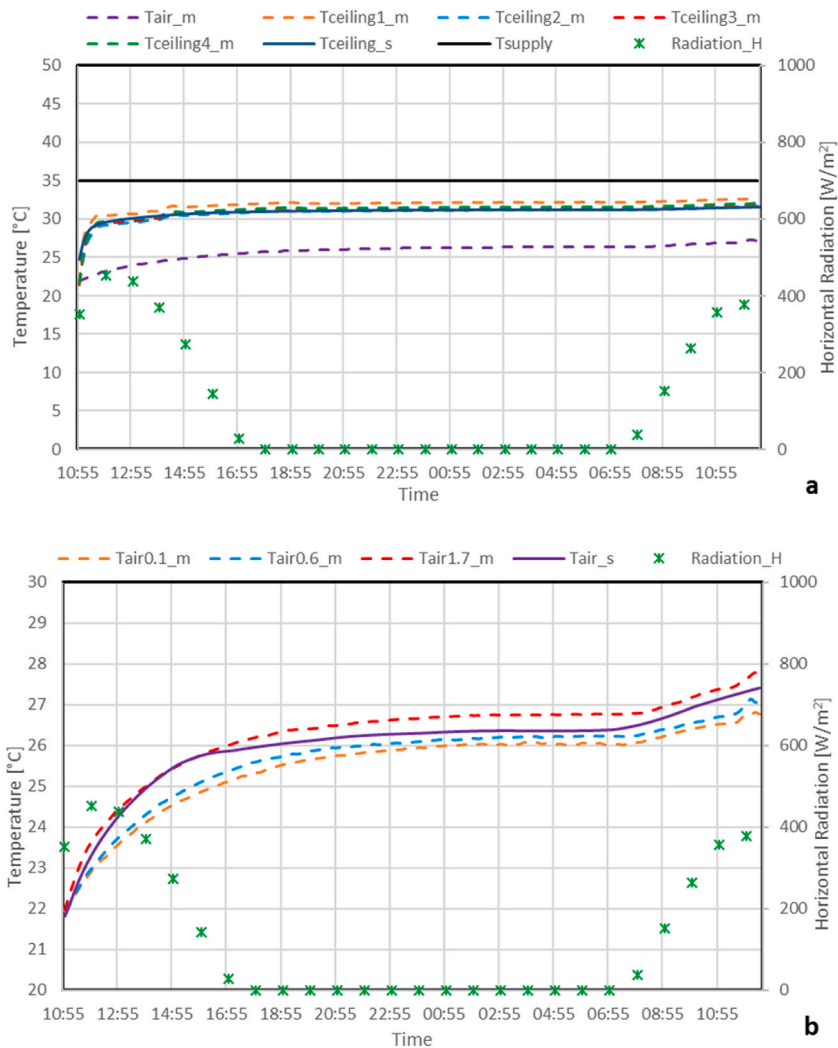 Tair_m Tceiling1_m Tceiling2_m Tceiling3_m
Tceiling4_m Tceiling_s Tsupply Radiation_H
50 1000
45
40 800
35
30 600
25
20 400
15
10 200
5
0 0
Temperature [°C]
Horizontal Radiation [W/m²]
10:55 12:55 14:55 16:55 18:55 20:55 22:55 00:55 02:55 04:55 06:55 08:55 10:55
Time
a
Tair0.1_m Tair0.6_m Tair1.7_m Tair_s Radiation_H
30 1000
29
28 800
27
26 600
25
24 400
23
22 200
21
20 0
Temperature [°C]
Horizontal Radiation [W/m²]
10:55 12:55 14:55 16:55 18:55 20:55 22:55 00:55 02:55 04:55 06:55 08:55 10:55
Time
b